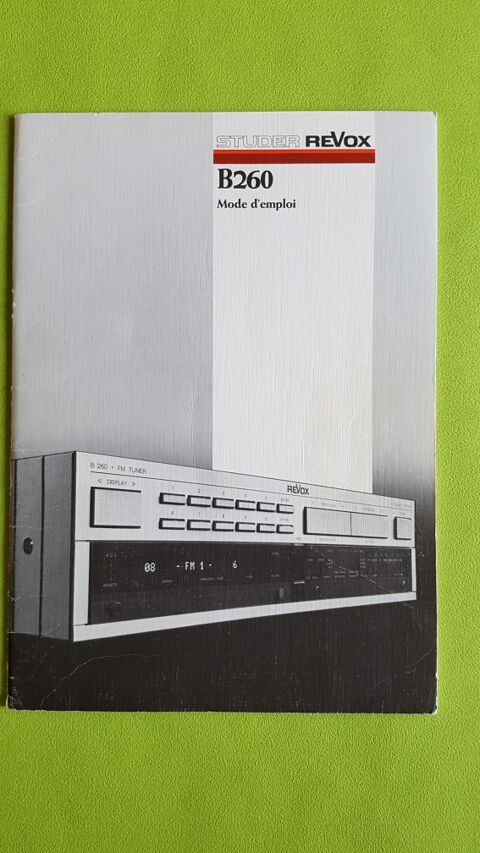 STUDER REVOX
B260
Mode d'emploi
B 260 • FM TUNER
◁ DISPLAY ▷
REVOX
08 - FM 1 - 6